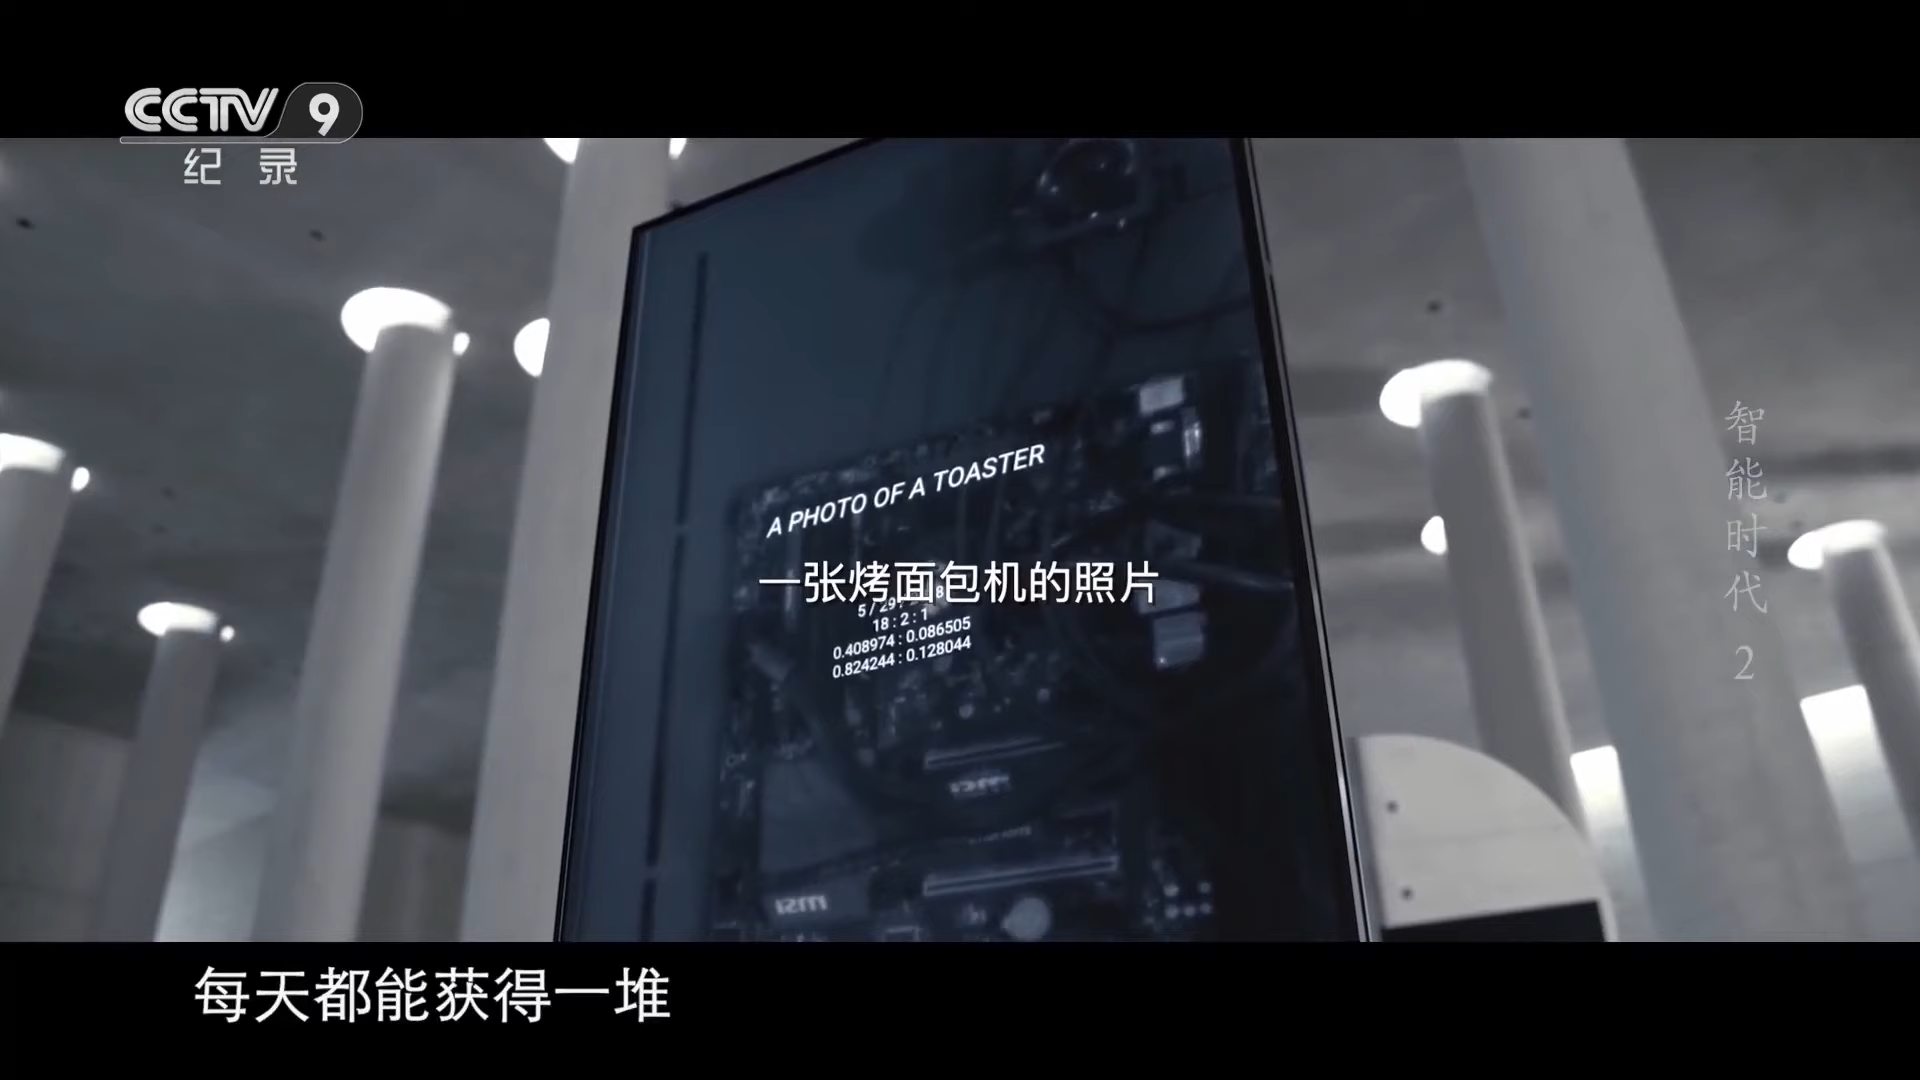 CCTV 9
纪录
A PHOTO OF A TOASTER
一张烤面包机的照片
18 : 2 : 1
0.408974 : 0.086505
0.824244 : 0.128044
智能时代 2
msi
每天都能获得一堆